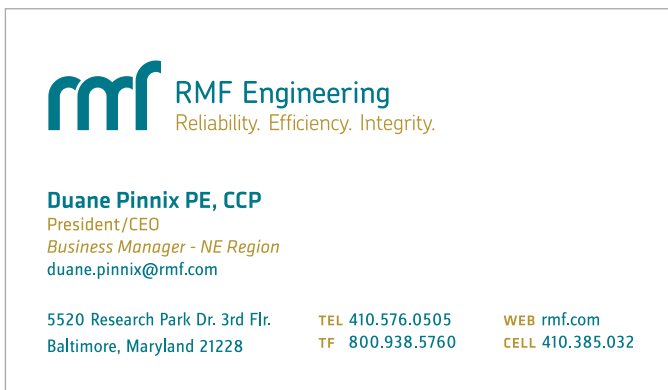 rmf
RMF Engineering
Reliability. Efficiency. Integrity.
Duane Pinnix PE, CCP
President/CEO
Business Manager - NE Region
duane.pinnix@rmf.com
5520 Research Park Dr. 3rd Flr.
Baltimore, Maryland 21228
TEL 410.576.0505
TF 800.938.5760
WEB rmf.com
CELL 410.385.032